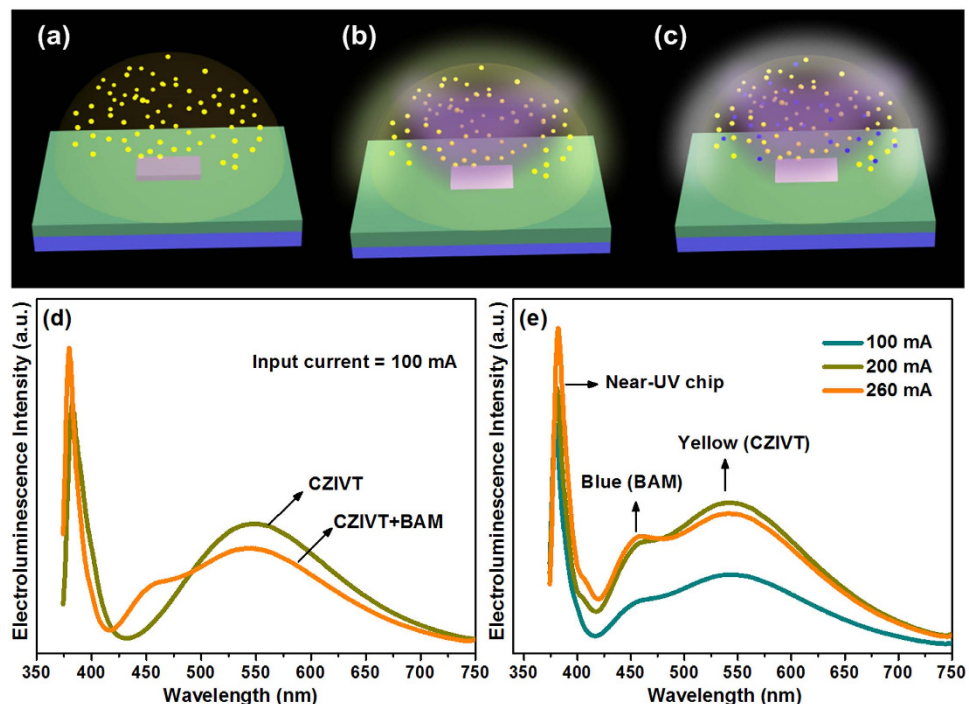 (a)
(b)
(c)
(d)
Input current = 100 mA
CZIVT
CZIVT+BAM
Electroluminescence Intensity (a.u.)
350 400 450 500 550 600 650 700 750
Wavelength (nm)
(e)
100 mA
200 mA
260 mA
Near-UV chip
Yellow (CZIVT)
Blue (BAM)
Electroluminescence Intensity (a.u.)
350 400 450 500 550 600 650 700 750
Wavelength (nm)